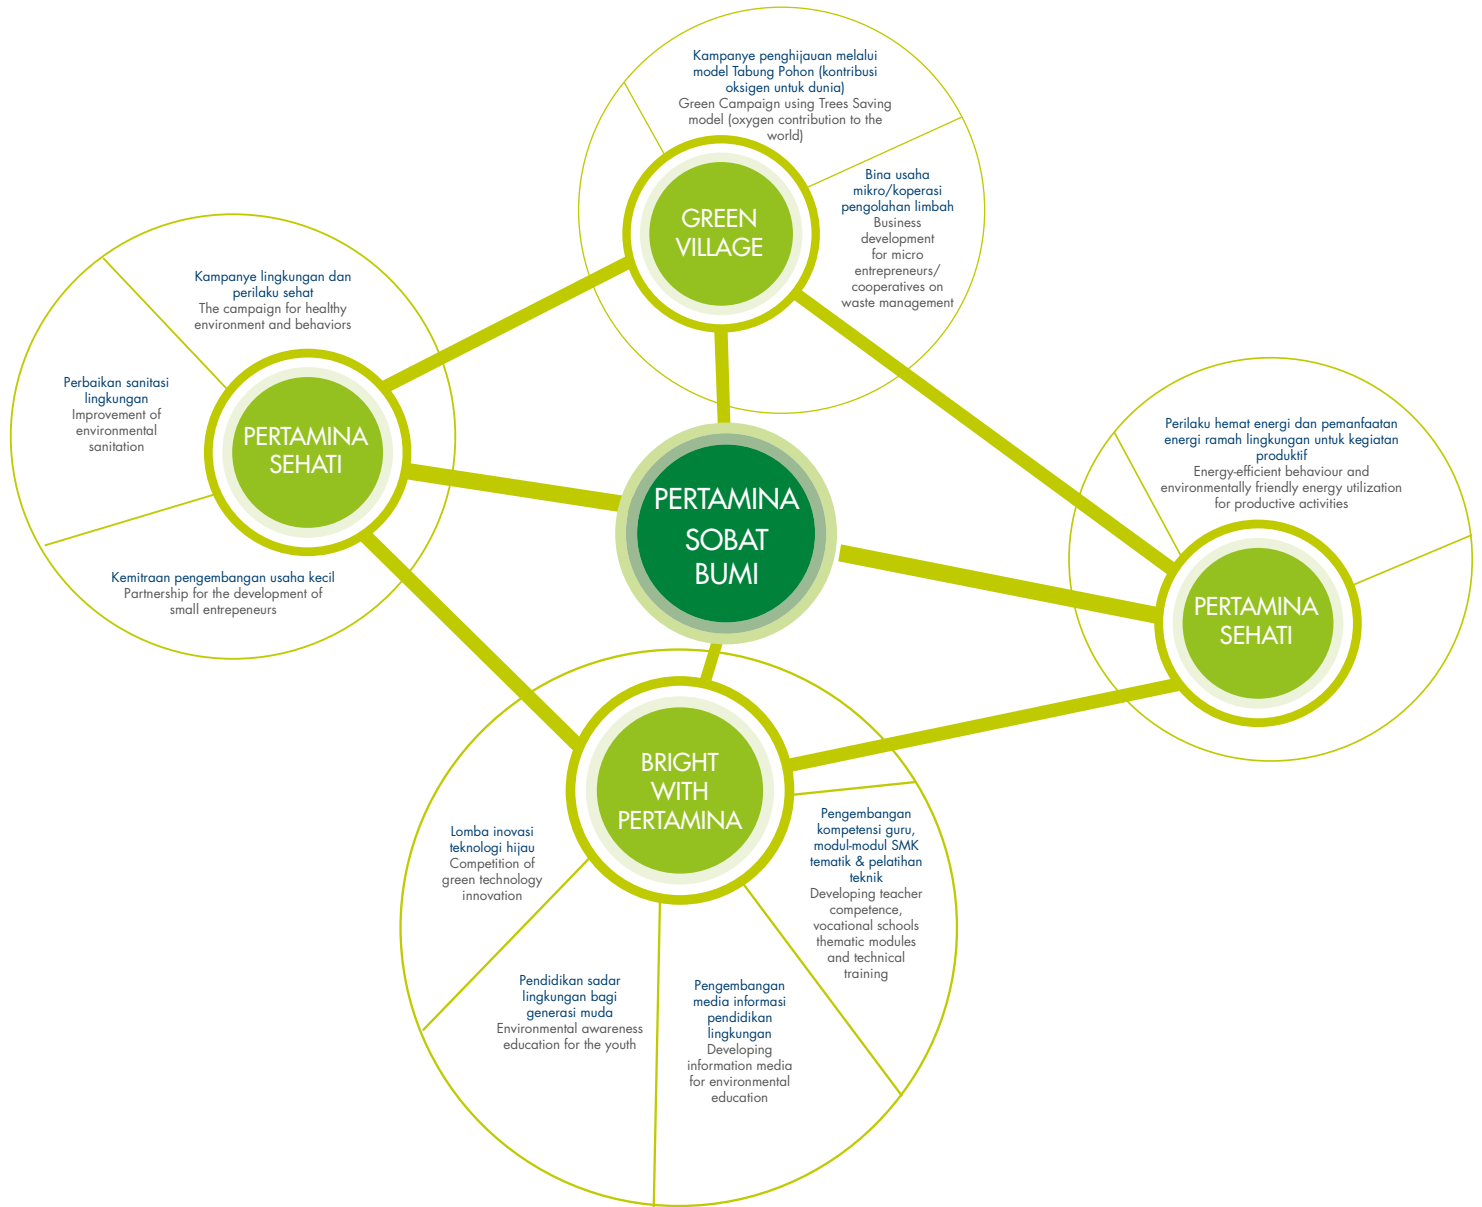 Kampanye penghijauan melalui
model Tabung Pohon (kontribusi
oksigen untuk dunia)
Green Campaign using Trees Saving
model (oxygen contribution to the
world)
Bina usaha
mikro/koperasi
pengolahan limbah
Business
development
for micro
entrepreneurs/
cooperatives on
waste management
GREEN
VILLAGE
Kampanye lingkungan dan
perilaku sehat
The campaign for healthy
environment and behaviors
Perbaikan sanitasi
lingkungan
Improvement of
environmental
sanitation
PERTAMINA
SEHATI
Kemitraan pengembangan usaha kecil
Partnership for the development of
small entrepeneurs
PERTAMINA
SOBAT
BUMI
Perilaku hemat energi dan pemanfaatan
energi ramah lingkungan untuk kegiatan
produktif
Energy-efficient behaviour and
environmentally friendly energy utilization
for productive activities
PERTAMINA
SEHATI
BRIGHT
WITH
PERTAMINA
Lomba inovasi
teknologi hijau
Competition of
green technology
innovation
Pendidikan sadar
lingkungan bagi
generasi muda
Environmental awareness
education for the youth
Pengembangan
media informasi
pendidikan
lingkungan
Developing
information media
for environmental
education
Pengembangan
kompetensi guru,
modul-modul SMK
tematik & pelatihan
teknik
Developing teacher
competence,
vocational schools
thematic modules
and technical
training